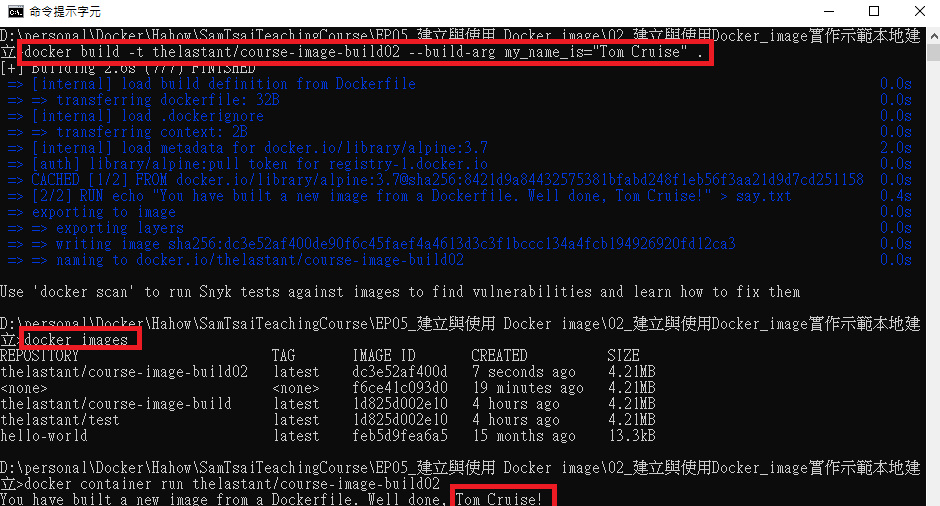 命令提示字元
D:\personal\Docker\Hahow\SamTsaiTeachingCourse\EP05_建立與使用 Docker image\02_建立與使用Docker_image實作示範本地建
立>docker build -t thelastant/course-image-build02 --build-arg my_name_is="Tom Cruise" .
[+] Building 2.6s (7/7) FINISHED
=> [internal] load build definition from Dockerfile 0.0s
=> => transferring dockerfile: 32B 0.0s
=> [internal] load .dockerignore 0.0s
=> => transferring context: 2B 0.0s
=> [internal] load metadata for docker.io/library/alpine:3.7 2.0s
=> [auth] library/alpine:pull token for registry-1.docker.io 0.0s
=> CACHED [1/2] FROM docker.io/library/alpine:3.7@sha256:8421d9a84432575381bfabd248f1eb56f3aa21d9d7cd251158 0.0s
=> [2/2] RUN echo "You have built a new image from a Dockerfile. Well done, Tom Cruise!" > say.txt 0.4s
=> exporting to image 0.0s
=> => exporting layers 0.0s
=> => writing image sha256:dc3e52af400de90f6c45faef4a4613d3c3f1bccc134a4fcb194926920fd12ca3 0.0s
=> => naming to docker.io/thelastant/course-image-build02 0.0s
Use 'docker scan' to run Snyk tests against images to find vulnerabilities and learn how to fix them
D:\personal\Docker\Hahow\SamTsaiTeachingCourse\EP05_建立與使用 Docker image\02_建立與使用Docker_image實作示範本地建
立>docker images
REPOSITORY TAG IMAGE ID CREATED SIZE
thelastant/course-image-build02 latest dc3e52af400d 7 seconds ago 4.21MB
<none> <none> f6ce41c093d0 19 minutes ago 4.21MB
thelastant/course-image-build latest 1d825d002e10 4 hours ago 4.21MB
thelastant/test latest 1d825d002e10 4 hours ago 4.21MB
hello-world latest feb5d9fea6a5 15 months ago 13.3kB
D:\personal\Docker\Hahow\SamTsaiTeachingCourse\EP05_建立與使用 Docker image\02_建立與使用Docker_image實作示範本地建
立>docker container run thelastant/course-image-build02
You have built a new image from a Dockerfile. Well done, Tom Cruise!